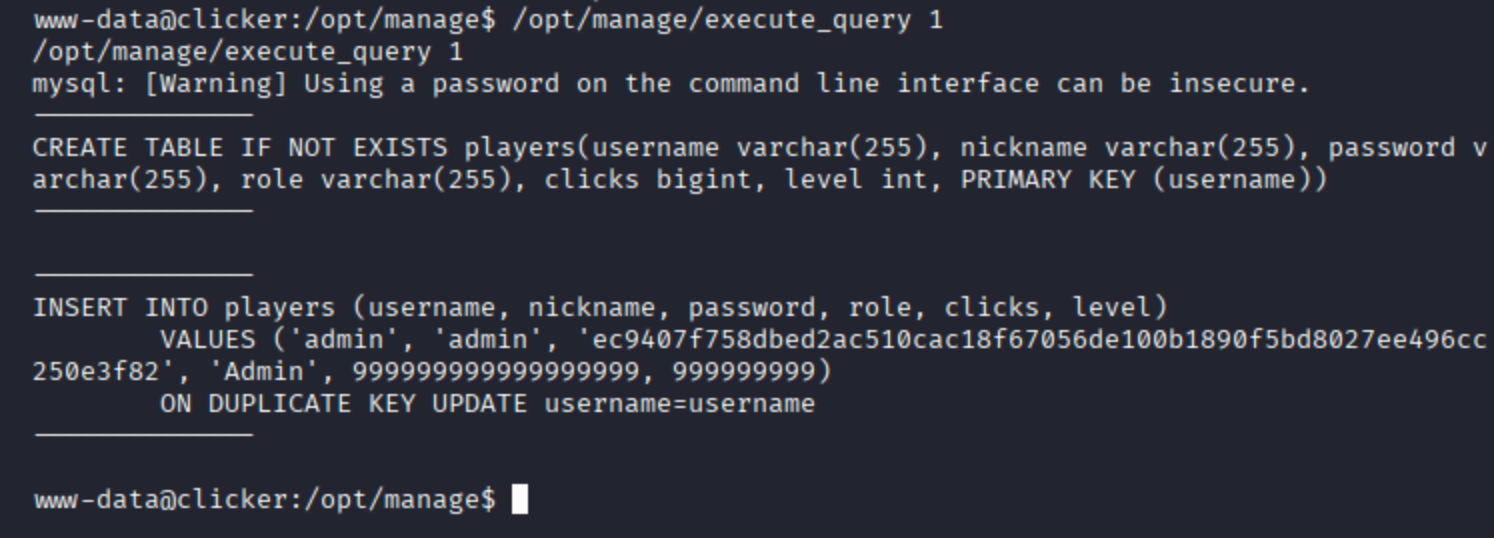 www-data@clicker:/opt/manage$ /opt/manage/execute_query 1
/opt/manage/execute_query 1
mysql: [Warning] Using a password on the command line interface can be insecure.
--------------
CREATE TABLE IF NOT EXISTS players(username varchar(255), nickname varchar(255), password v
archar(255), role varchar(255), clicks bigint, level int, PRIMARY KEY (username))
--------------
--------------
INSERT INTO players (username, nickname, password, role, clicks, level)
VALUES ('admin', 'admin', 'ec9407f758dbed2ac510cac18f67056de100b1890f5bd8027ee496cc
250e3f82', 'Admin', 999999999999999999, 999999999)
ON DUPLICATE KEY UPDATE username=username
--------------
www-data@clicker:/opt/manage$